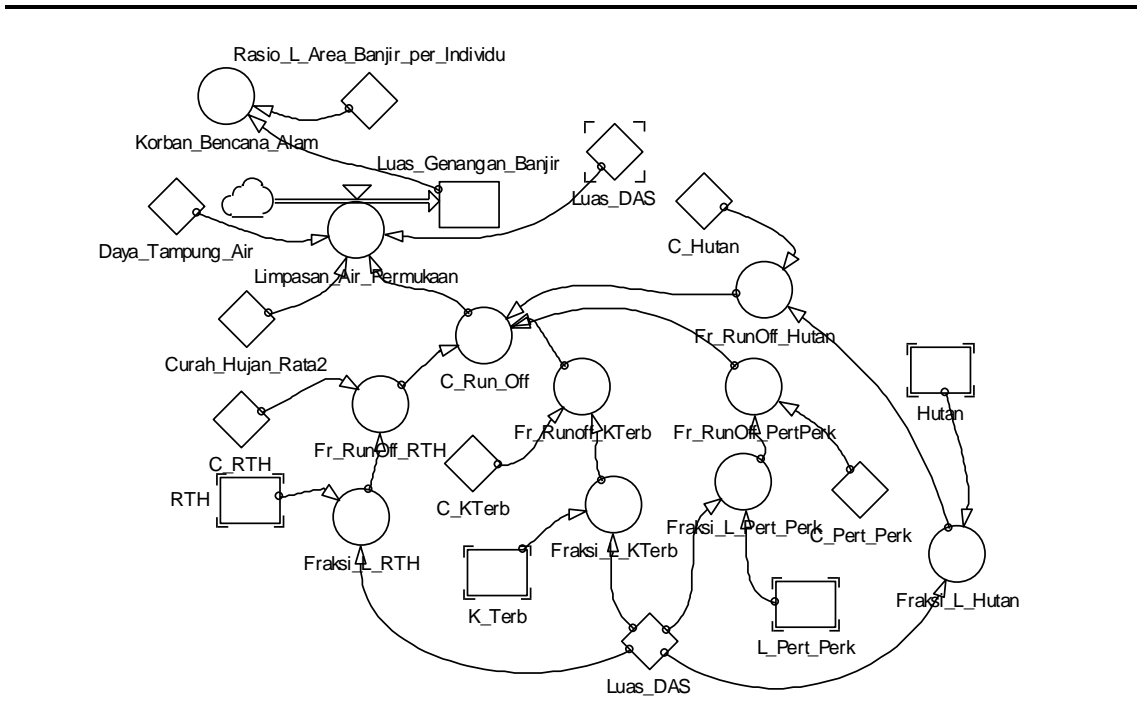 Rasio_L_Area_Banjir_per_Individu
Korban_Bencana_Alam
Luas_Genangan_Banjir
Luas_DAS
C_Hutan
Daya_Tampung_Air
Limpasan_Air_Permukaan
Fr_RunOff_Hutan
Curah_Hujan_Rata2
C_Run_Off
Hutan
Fr_Runoff_KTerb
Fr_RunOff_PertPerk
Fr_RunOff_RTH
C_RTH
RTH
C_KTerb
Fraksi_L_Pert_Perk
C_Pert_Perk
Fraksi_L_RTH
Fraksi_L_KTerb
Fraksi_L_Hutan
K_Terb
L_Pert_Perk
Luas_DAS